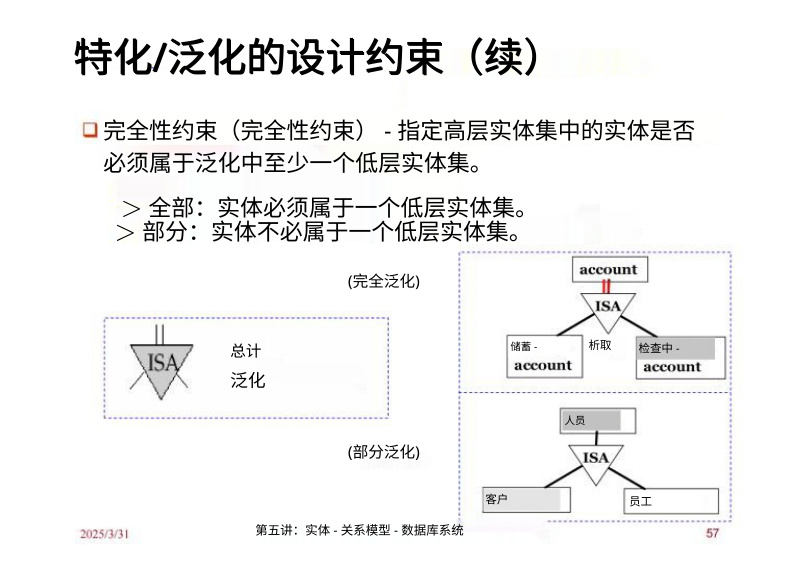 特化/泛化的设计约束（续）
❑ 完全性约束（完全性约束） - 指定高层实体集中的实体是否
必须属于泛化中至少一个低层实体集。
＞ 全部：实体必须属于一个低层实体集。
＞ 部分：实体不必属于一个低层实体集。
(完全泛化)
account
ISA
储蓄 -
account
析取
检查中 -
account
ISA
总计
泛化
(部分泛化)
人员
ISA
客户
员工
2025/3/31
第五讲：实体 - 关系模型 - 数据库系统
57